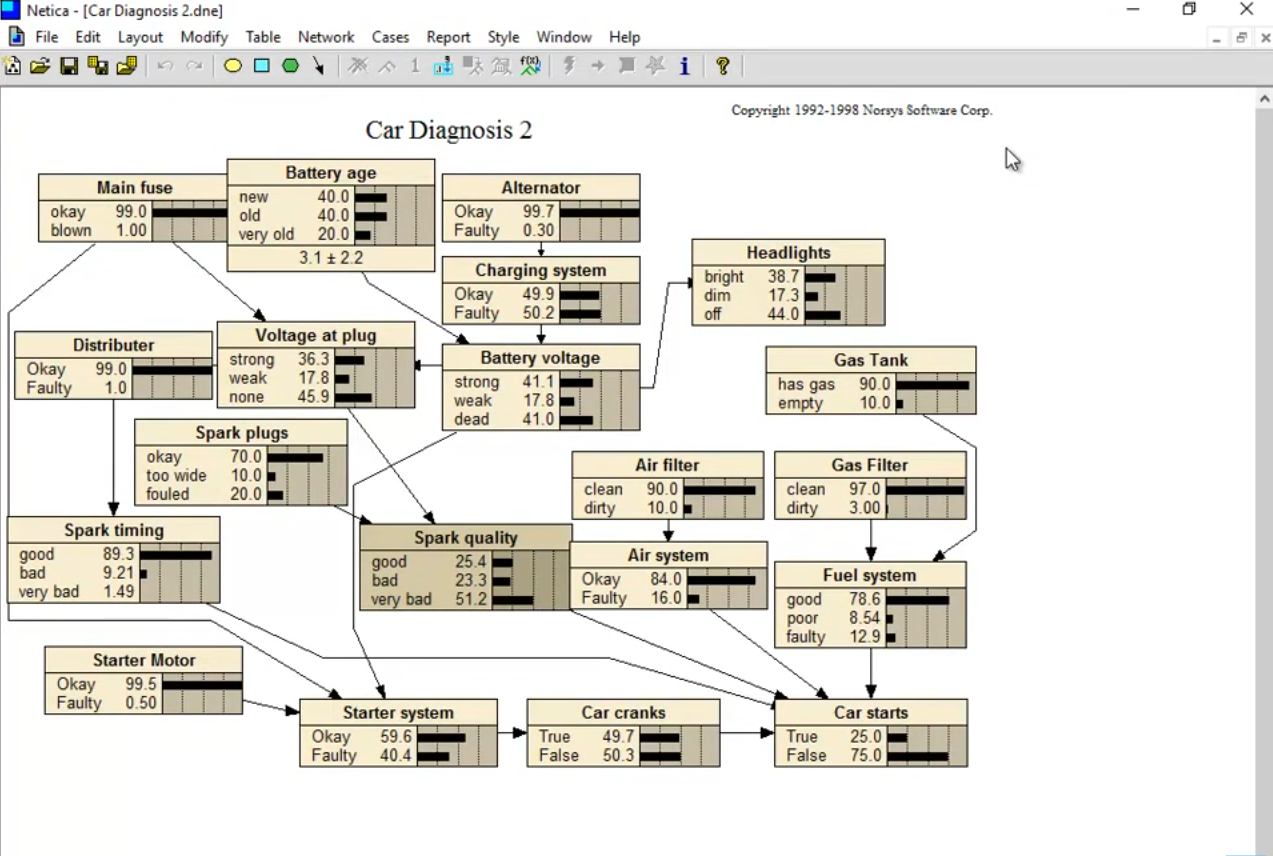 Netica - [Car Diagnosis 2.dne]
File Edit Layout Modify Table Network Cases Report Style Window Help
Copyright 1992-1998 Norsys Software Corp.
Car Diagnosis 2
Main fuse
okay 99.0
blown 1.00
Battery age
new 40.0
old 40.0
very old 20.0
3.1 ± 2.2
Alternator
Okay 99.7
Faulty 0.30
Charging system
Okay 49.9
Faulty 50.2
Headlights
bright 38.7
dim 17.3
off 44.0
Distributer
Okay 99.0
Faulty 1.0
Voltage at plug
strong 36.3
weak 17.8
none 45.9
Battery voltage
strong 41.1
weak 17.8
dead 41.0
Gas Tank
has gas 90.0
empty 10.0
Spark plugs
okay 70.0
too wide 10.0
fouled 20.0
Air filter
clean 90.0
dirty 10.0
Gas Filter
clean 97.0
dirty 3.00
Spark timing
good 89.3
bad 9.21
very bad 1.49
Spark quality
good 25.4
bad 23.3
very bad 51.2
Air system
Okay 84.0
Faulty 16.0
Fuel system
good 78.6
poor 8.54
faulty 12.9
Starter Motor
Okay 99.5
Faulty 0.50
Starter system
Okay 59.6
Faulty 40.4
Car cranks
True 49.7
False 50.3
Car starts
True 25.0
False 75.0